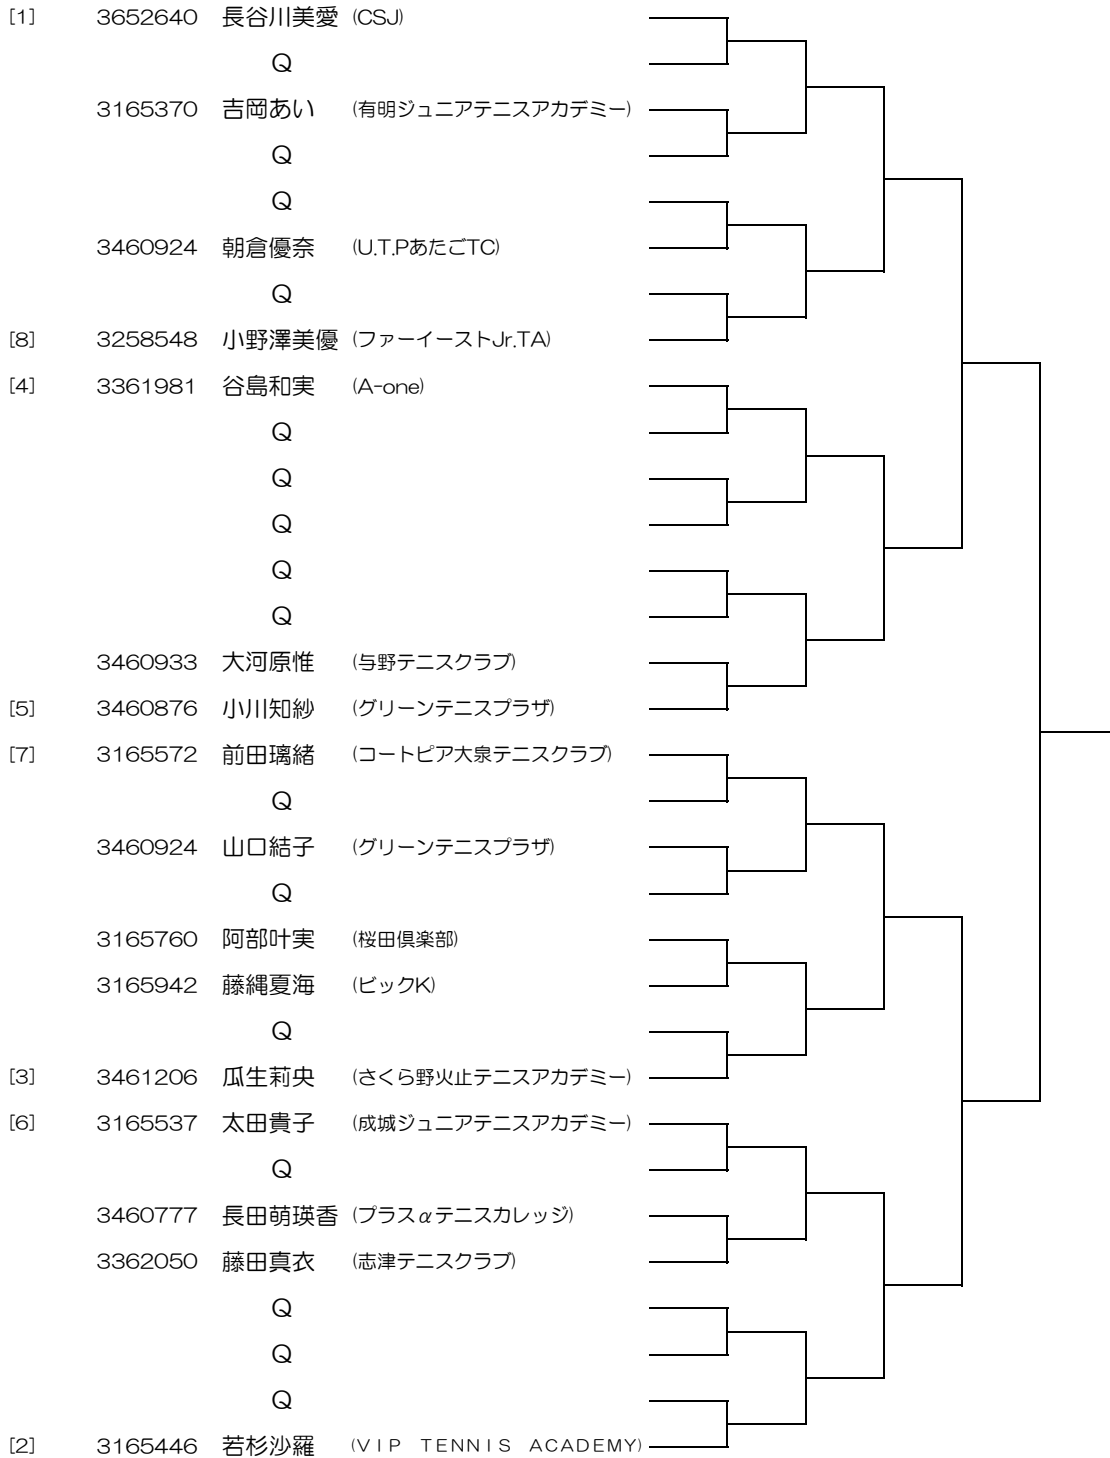 [1] 3652640 長谷川美愛 (CSJ)
Q
3165370 吉岡あい (有明ジュニアテニスアカデミー)
Q
Q
3460924 朝倉優奈 (U.T.PあたごTC)
Q
[8] 3258548 小野澤美優 (ファーイーストJr.TA)
[4] 3361981 谷島和実 (A-one)
Q
Q
Q
Q
Q
3460933 大河原惟 (与野テニスクラブ)
[5] 3460876 小川知紗 (グリーンテニスプラザ)
[7] 3165572 前田璃緒 (コートピア大泉テニスクラブ)
Q
3460924 山口結子 (グリーンテニスプラザ)
Q
3165760 阿部叶実 (桜田倶楽部)
3165942 藤縄夏海 (ビックK)
Q
[3] 3461206 瓜生莉央 (さくら野火止テニスアカデミー)
[6] 3165537 太田貴子 (成城ジュニアテニスアカデミー)
Q
3460777 長田萌瑛香 (プラスαテニスカレッジ)
3362050 藤田真衣 (志津テニスクラブ)
Q
Q
Q
[2] 3165446 若杉沙羅 (ＶＩＰ　ＴＥＮＮＩＳ　ＡＣＡＤＥＭＹ)